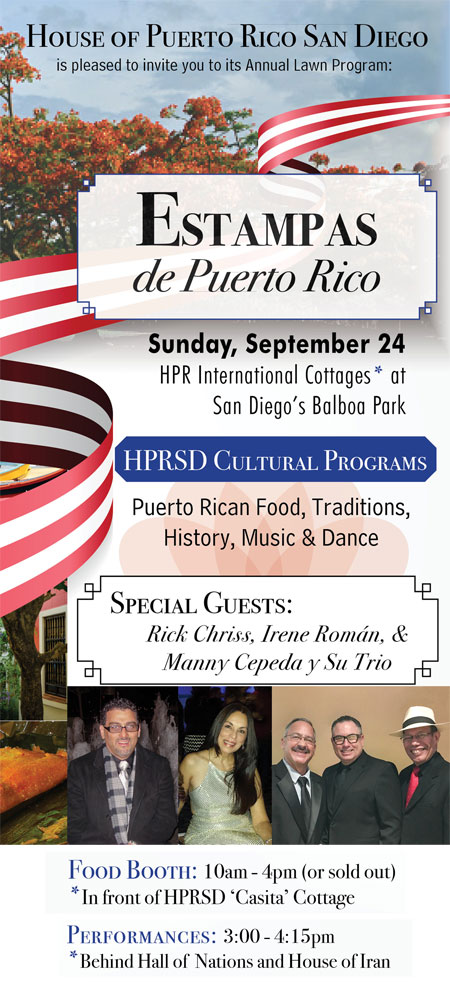 HOUSE OF PUERTO RICO SAN DIEGO
is pleased to invite you to its Annual Lawn Program:
ESTAMPAS
de Puerto Rico
Sunday, September 24
HPR International Cottages* at
San Diego's Balboa Park
HPRSD CULTURAL PROGRAMS
Puerto Rican Food, Traditions,
History, Music & Dance
SPECIAL GUESTS:
Rick Chriss, Irene Román, &
Manny Cepeda y Su Trio
FOOD BOOTH: 10am - 4pm (or sold out)
*In front of HPRSD 'Casita' Cottage
PERFORMANCES: 3:00 - 4:15pm
*Behind Hall of Nations and House of Iran